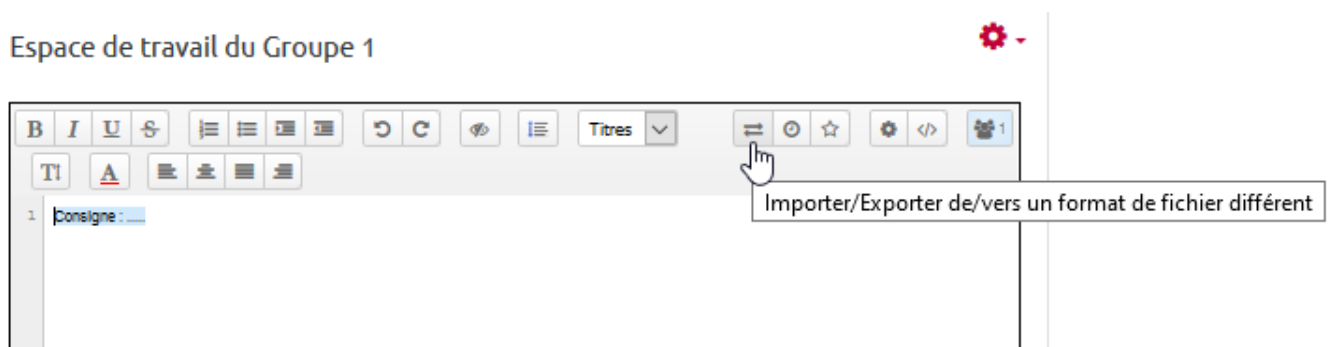 Espace de travail du Groupe 1
B I U S Titres 1
T A
Importer/Exporter de/vers un format de fichier différent
1 Consigne : .....